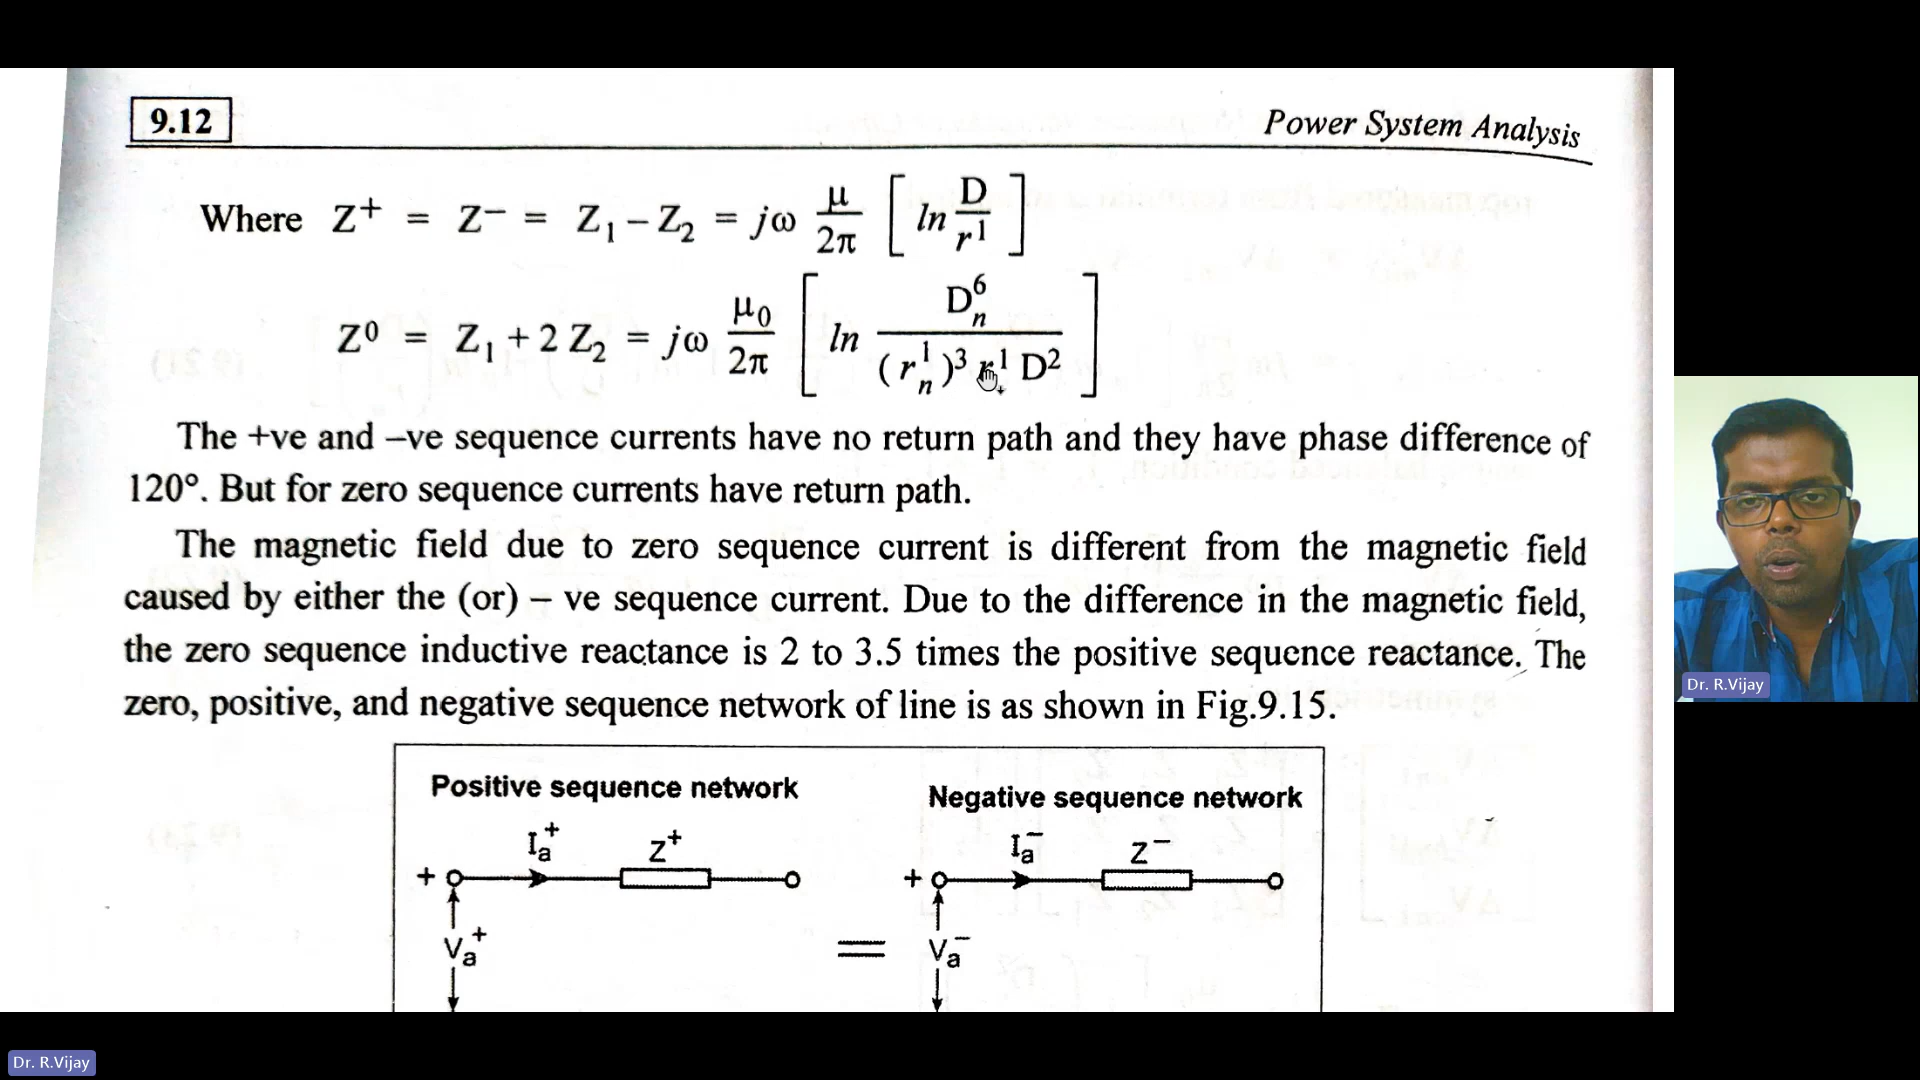 9.12
Power System Analysis
Where Z⁺ = Z⁻ = Z₁ – Z₂ = jω μ/2π [ ln D/r¹ ]
Z⁰ = Z₁ + 2 Z₂ = jω μ₀/2π [ ln Dₙ⁶/(rₙ¹)³ r¹ D² ]
The +ve and –ve sequence currents have no return path and they have phase difference of
120°. But for zero sequence currents have return path.
The magnetic field due to zero sequence current is different from the magnetic field
caused by either the (or) – ve sequence current. Due to the difference in the magnetic field,
the zero sequence inductive reactance is 2 to 3.5 times the positive sequence reactance. The
zero, positive, and negative sequence network of line is as shown in Fig.9.15.
Positive sequence network
Negative sequence network
Iₐ⁺ Z⁺
Iₐ⁻ Z⁻
+
+
Vₐ⁺
=
Vₐ⁻
Dr. R.Vijay
Dr. R.Vijay